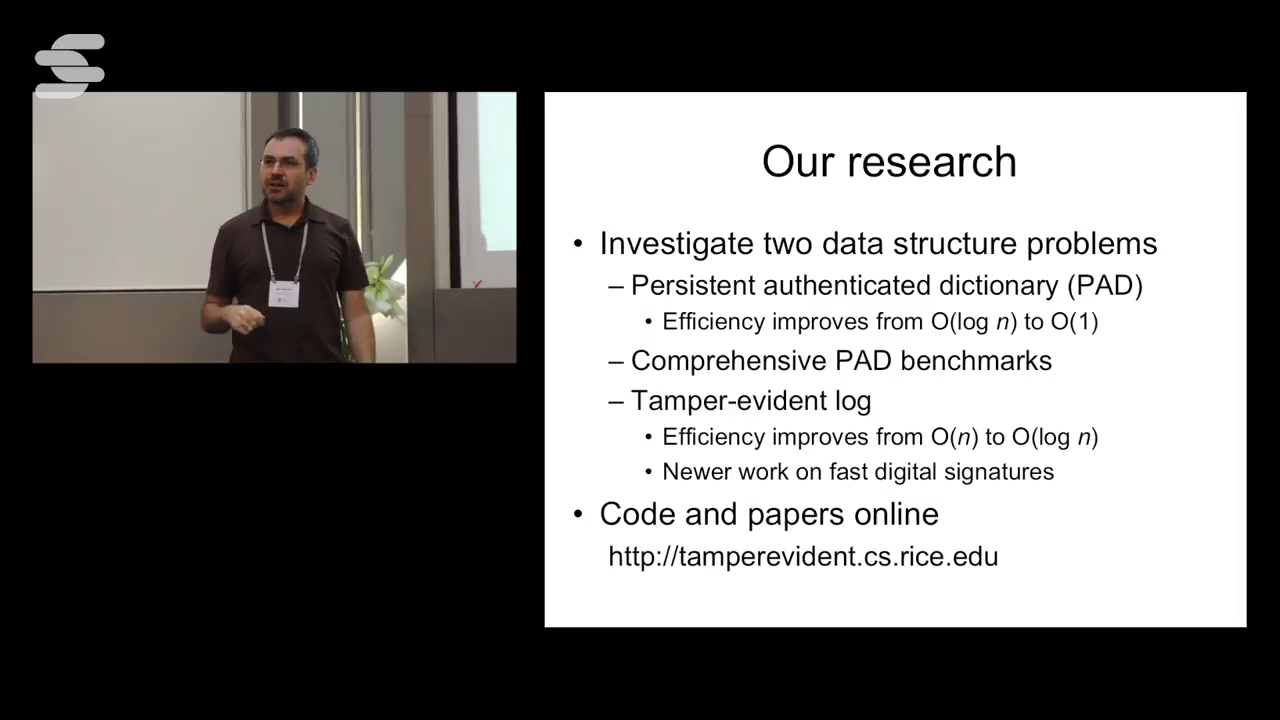 Our research
• Investigate two data structure problems
– Persistent authenticated dictionary (PAD)
• Efficiency improves from O(log n) to O(1)
– Comprehensive PAD benchmarks
– Tamper-evident log
• Efficiency improves from O(n) to O(log n)
• Newer work on fast digital signatures
• Code and papers online
http://tamperevident.cs.rice.edu